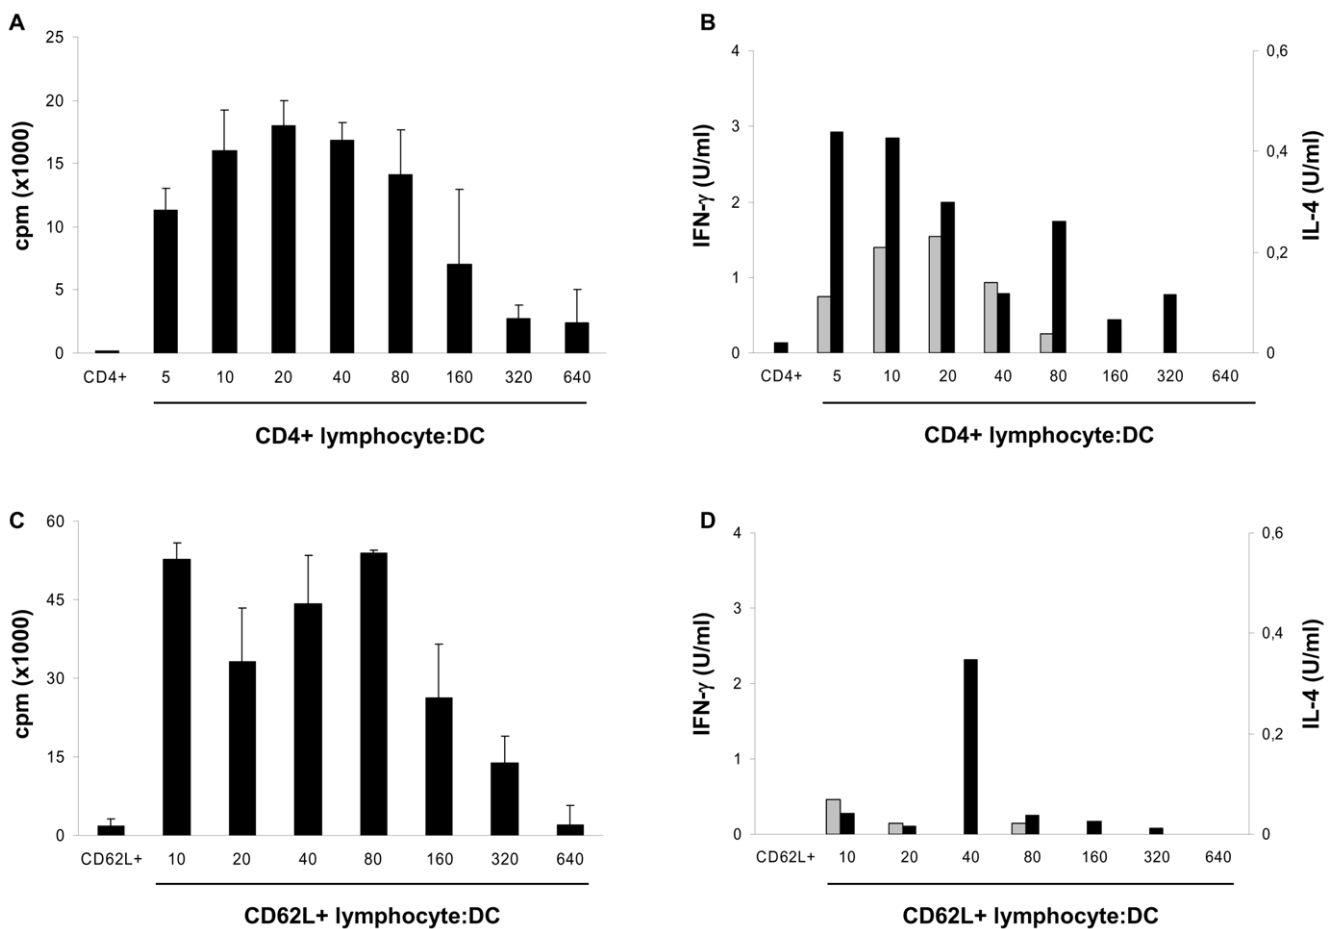 A
25
20
15
10
5
0
cpm (x1000)
CD4+ 5 10 20 40 80 160 320 640
CD4+ lymphocyte:DC
B
4
3
2
1
0
IFN-γ (U/ml)
0,6
0,4
0,2
0
IL-4 (U/ml)
CD4+ 5 10 20 40 80 160 320 640
CD4+ lymphocyte:DC
C
60
45
30
15
0
cpm (x1000)
CD62L+ 10 20 40 80 160 320 640
CD62L+ lymphocyte:DC
D
4
3
2
1
0
IFN-γ (U/ml)
0,6
0,4
0,2
0
IL-4 (U/ml)
CD62L+ 10 20 40 80 160 320 640
CD62L+ lymphocyte:DC